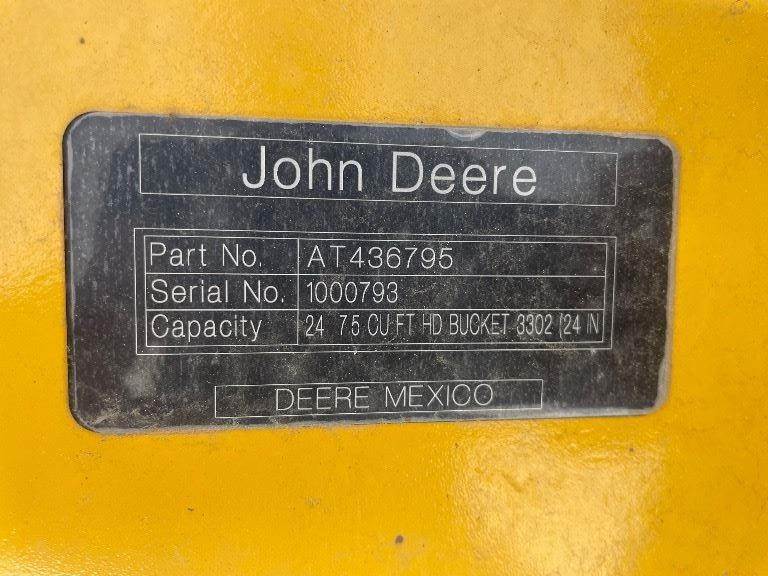 John Deere
Part No. AT436795
Serial No. 1000793
Capacity 24 7.5 CU FT HD BUCKET 3302 (24 IN
DEERE MEXICO